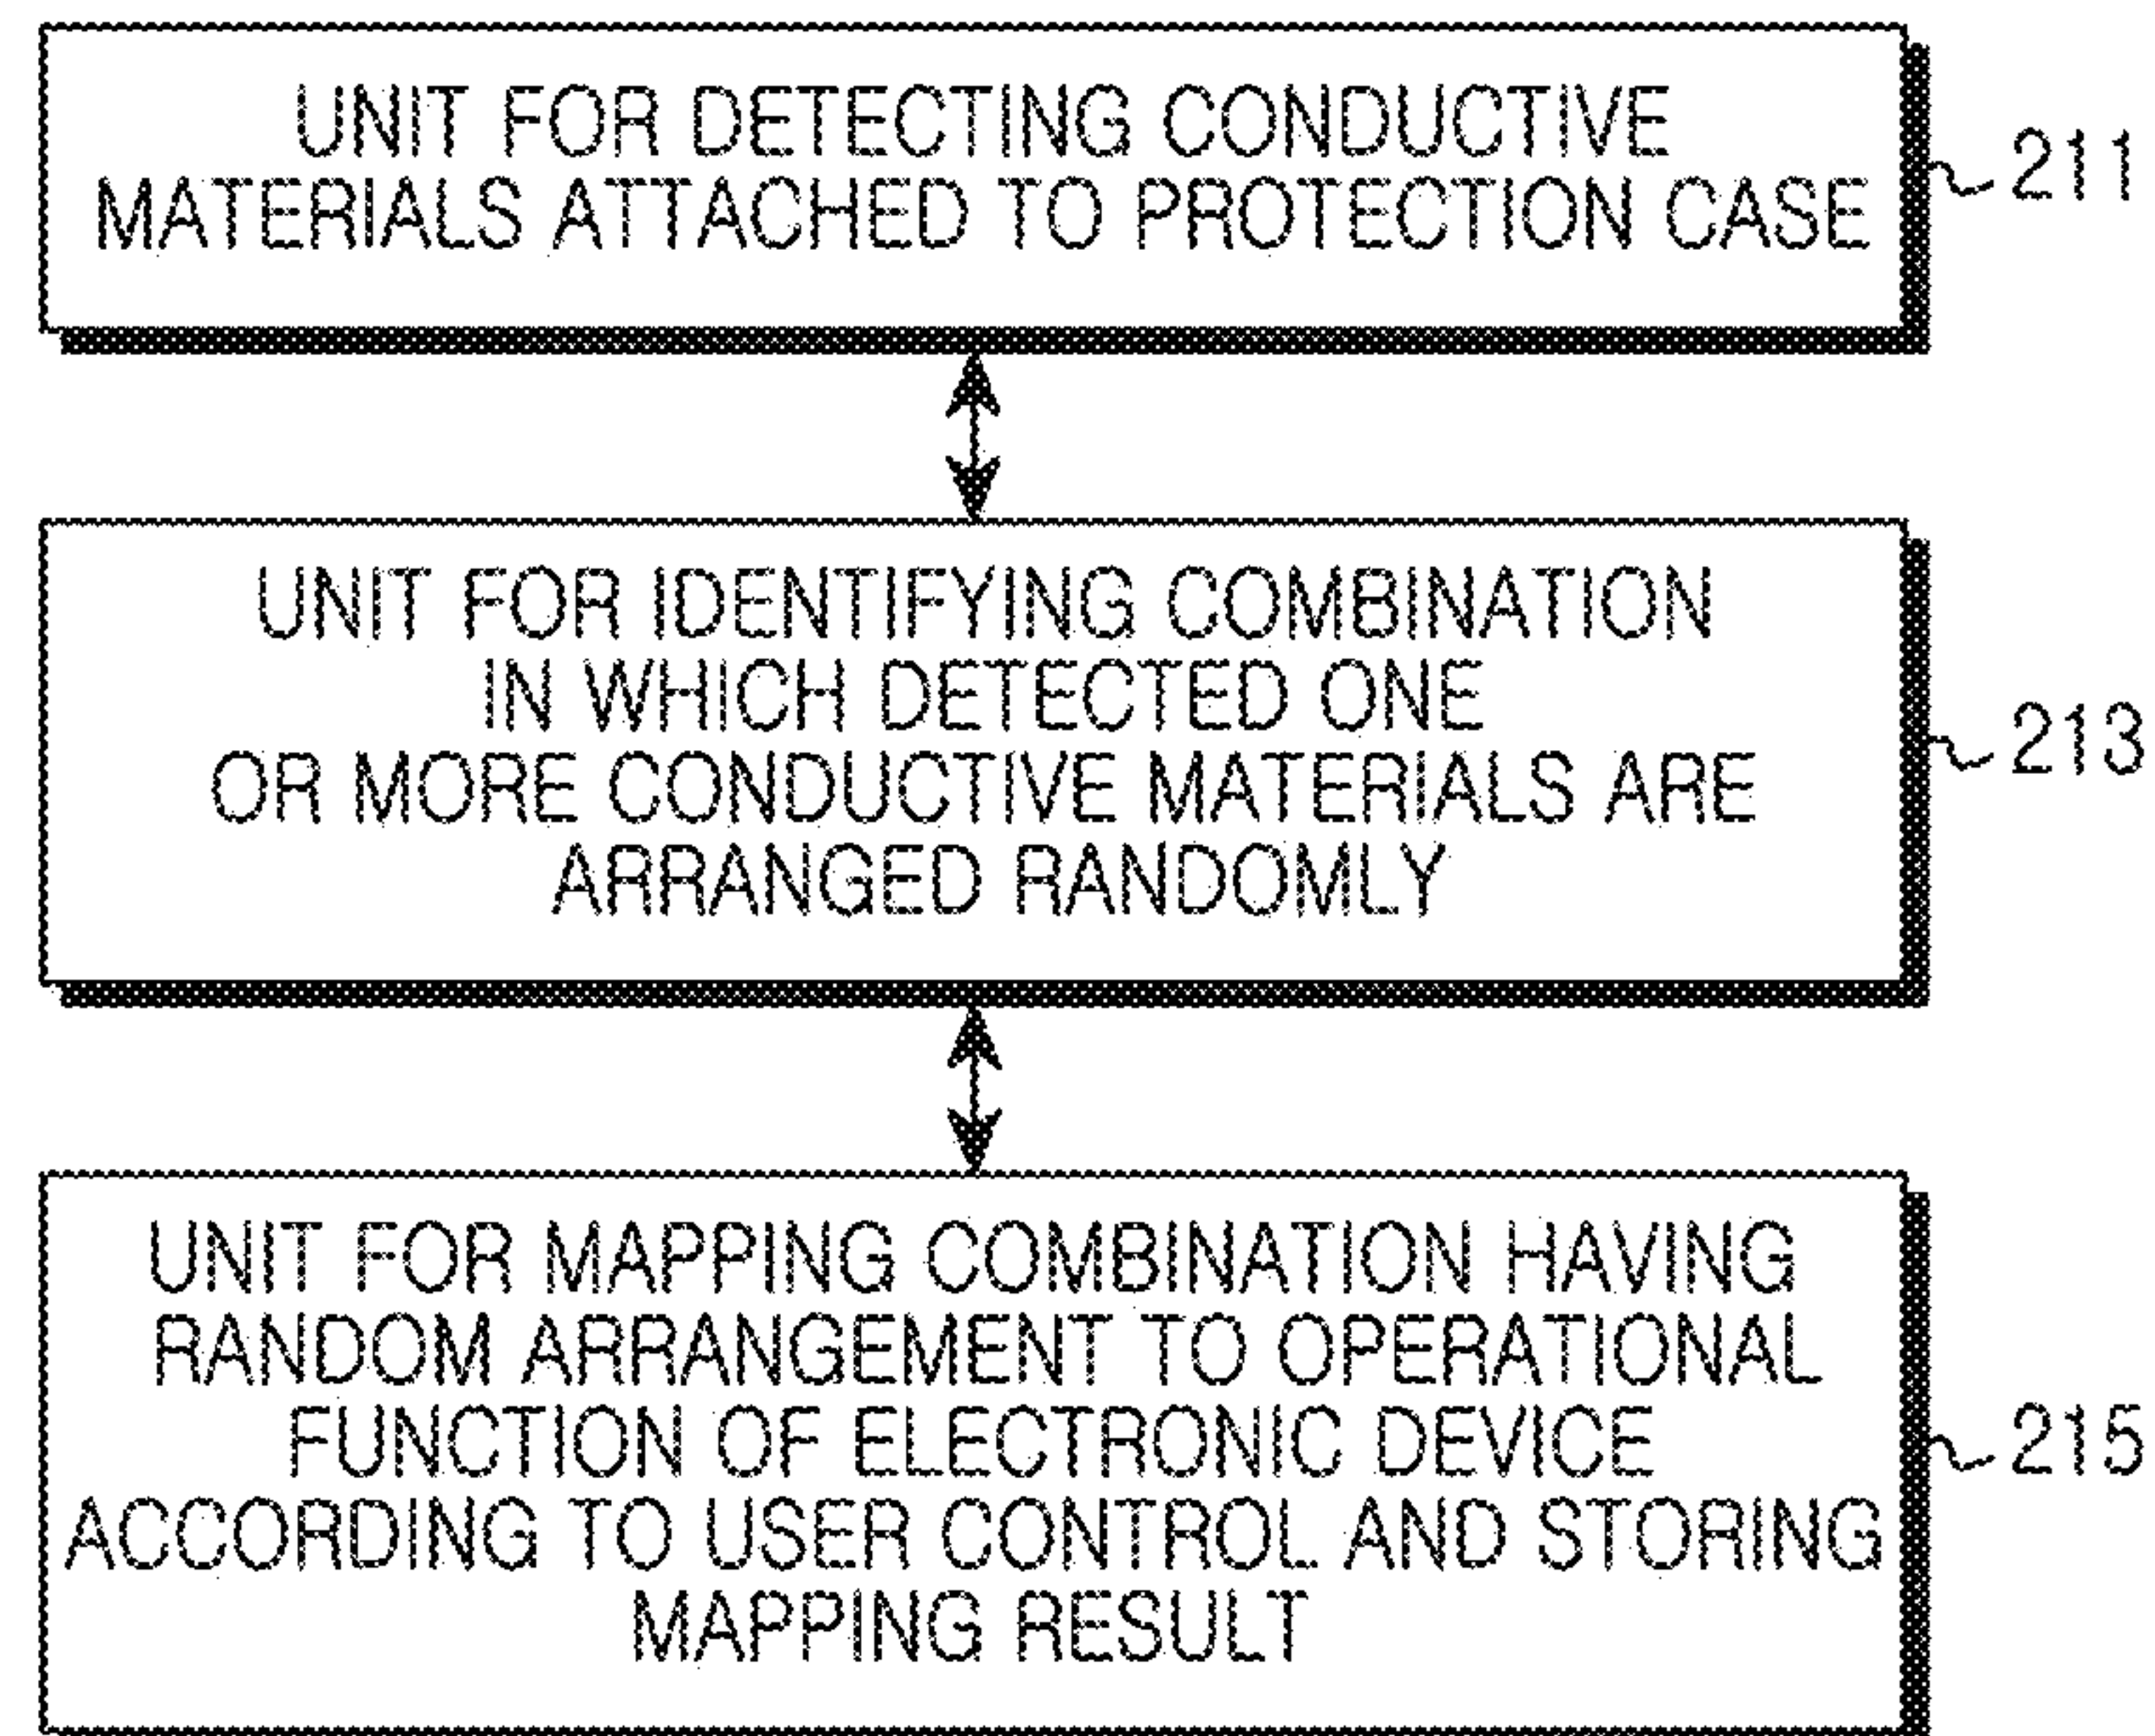 UNIT FOR DETECTING CONDUCTIVE
MATERIALS ATTACHED TO PROTECTION CASE
211
UNIT FOR IDENTIFYING COMBINATION
IN WHICH DETECTED ONE
OR MORE CONDUCTIVE MATERIALS ARE
ARRANGED RANDOMLY
213
UNIT FOR MAPPING COMBINATION HAVING
RANDOM ARRANGEMENT TO OPERATIONAL
FUNCTION OF ELECTRONIC DEVICE
ACCORDING TO USER CONTROL AND STORING
MAPPING RESULT
215